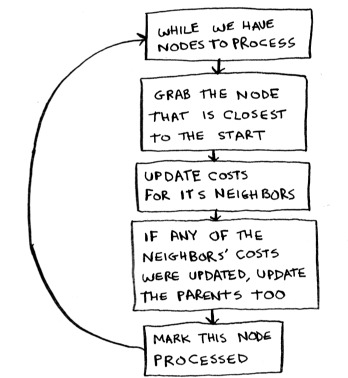 WHILE WE HAVE
NODES TO PROCESS
GRAB THE NODE
THAT IS CLOSEST
TO THE START
UPDATE COSTS
FOR ITS NEIGHBORS
IF ANY OF THE
NEIGHBORS' COSTS
WERE UPDATED, UPDATE
THE PARENTS TOO
MARK THIS NODE
PROCESSED